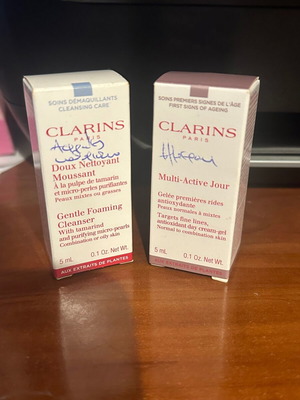 SOINS DÉMAQUILLANTS
CLEANSING CARE
CLARINS
PARIS
Doux Nettoyant
Moussant
À la pulpe de tamarin
et micro-perles purifiantes
Peaux mixtes ou grasses
Gentle Foaming
Cleanser
With tamarind
and purifying micro-pearls
Combination or oily skin
5 mL 0.1 Oz. Net Wt.
AUX EXTRAITS DE PLANTES
SOINS PREMIERS SIGNES DE L'ÂGE
FIRST SIGNS OF AGEING
CLARINS
PARIS
Multi-Active Jour
Gelée premières rides
antioxydante
Peaux normales à mixtes
Targets fine lines,
antioxidant day cream-gel
Normal to combination skin
5 mL 0.1 Oz. Net Wt.
AUX EXTRAITS DE PLANTES